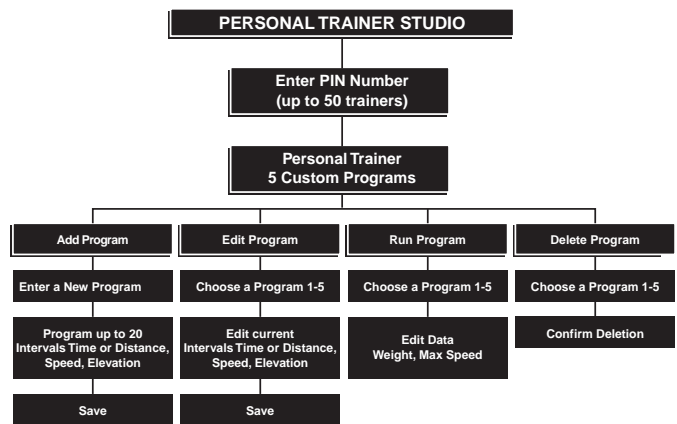 PERSONAL TRAINER STUDIO
Enter PIN Number
(up to 50 trainers)
Personal Trainer
5 Custom Programs
Add Program
Edit Program
Run Program
Delete Program
Enter a New Program
Choose a Program 1-5
Choose a Program 1-5
Choose a Program 1-5
Program up to 20
Intervals Time or Distance,
Speed, Elevation
Edit current
Intervals Time or Distance,
Speed, Elevation
Edit Data
Weight, Max Speed
Confirm Deletion
Save
Save